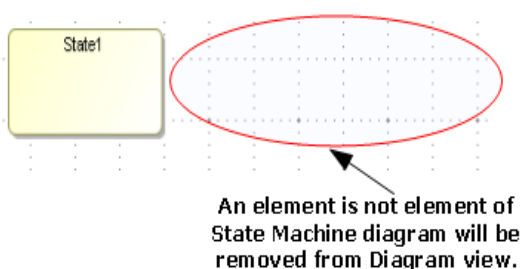 State1
An element is not element of
State Machine diagram will be
removed from Diagram view.